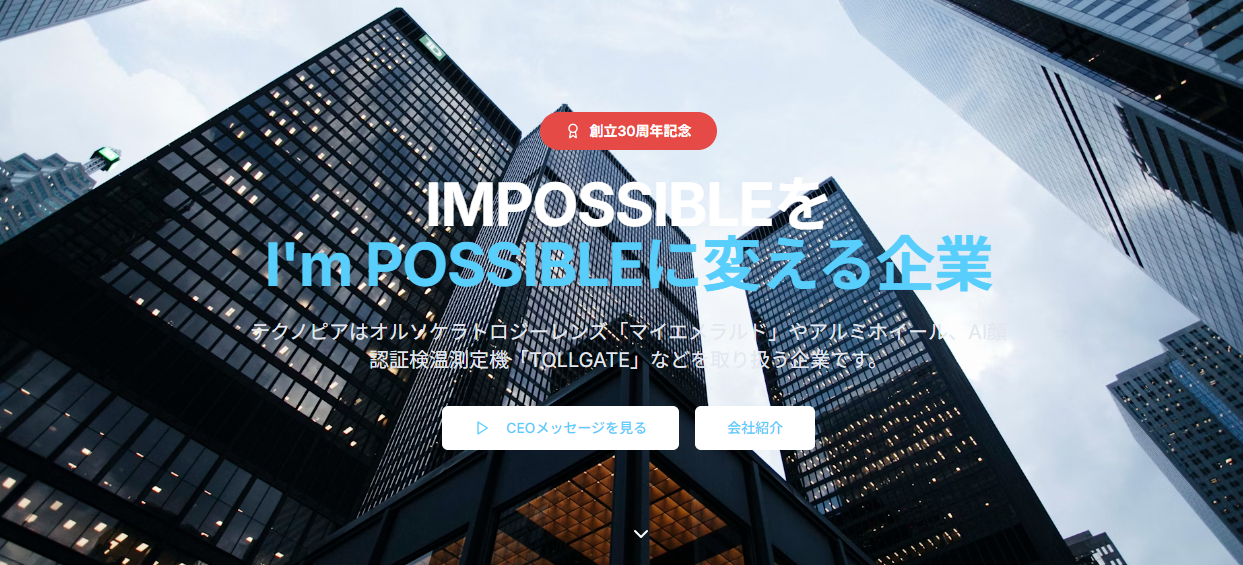 創立30周年記念
IMPOSSIBLEを
I'm POSSIBLEに変える企業
テクノピアはオルソケラトロジーレンズ「マイエメラルド」やアルミホイール、AI顔
認証検温測定機「TOLLGATE」などを取り扱う企業です。
CEOメッセージを見る
会社紹介